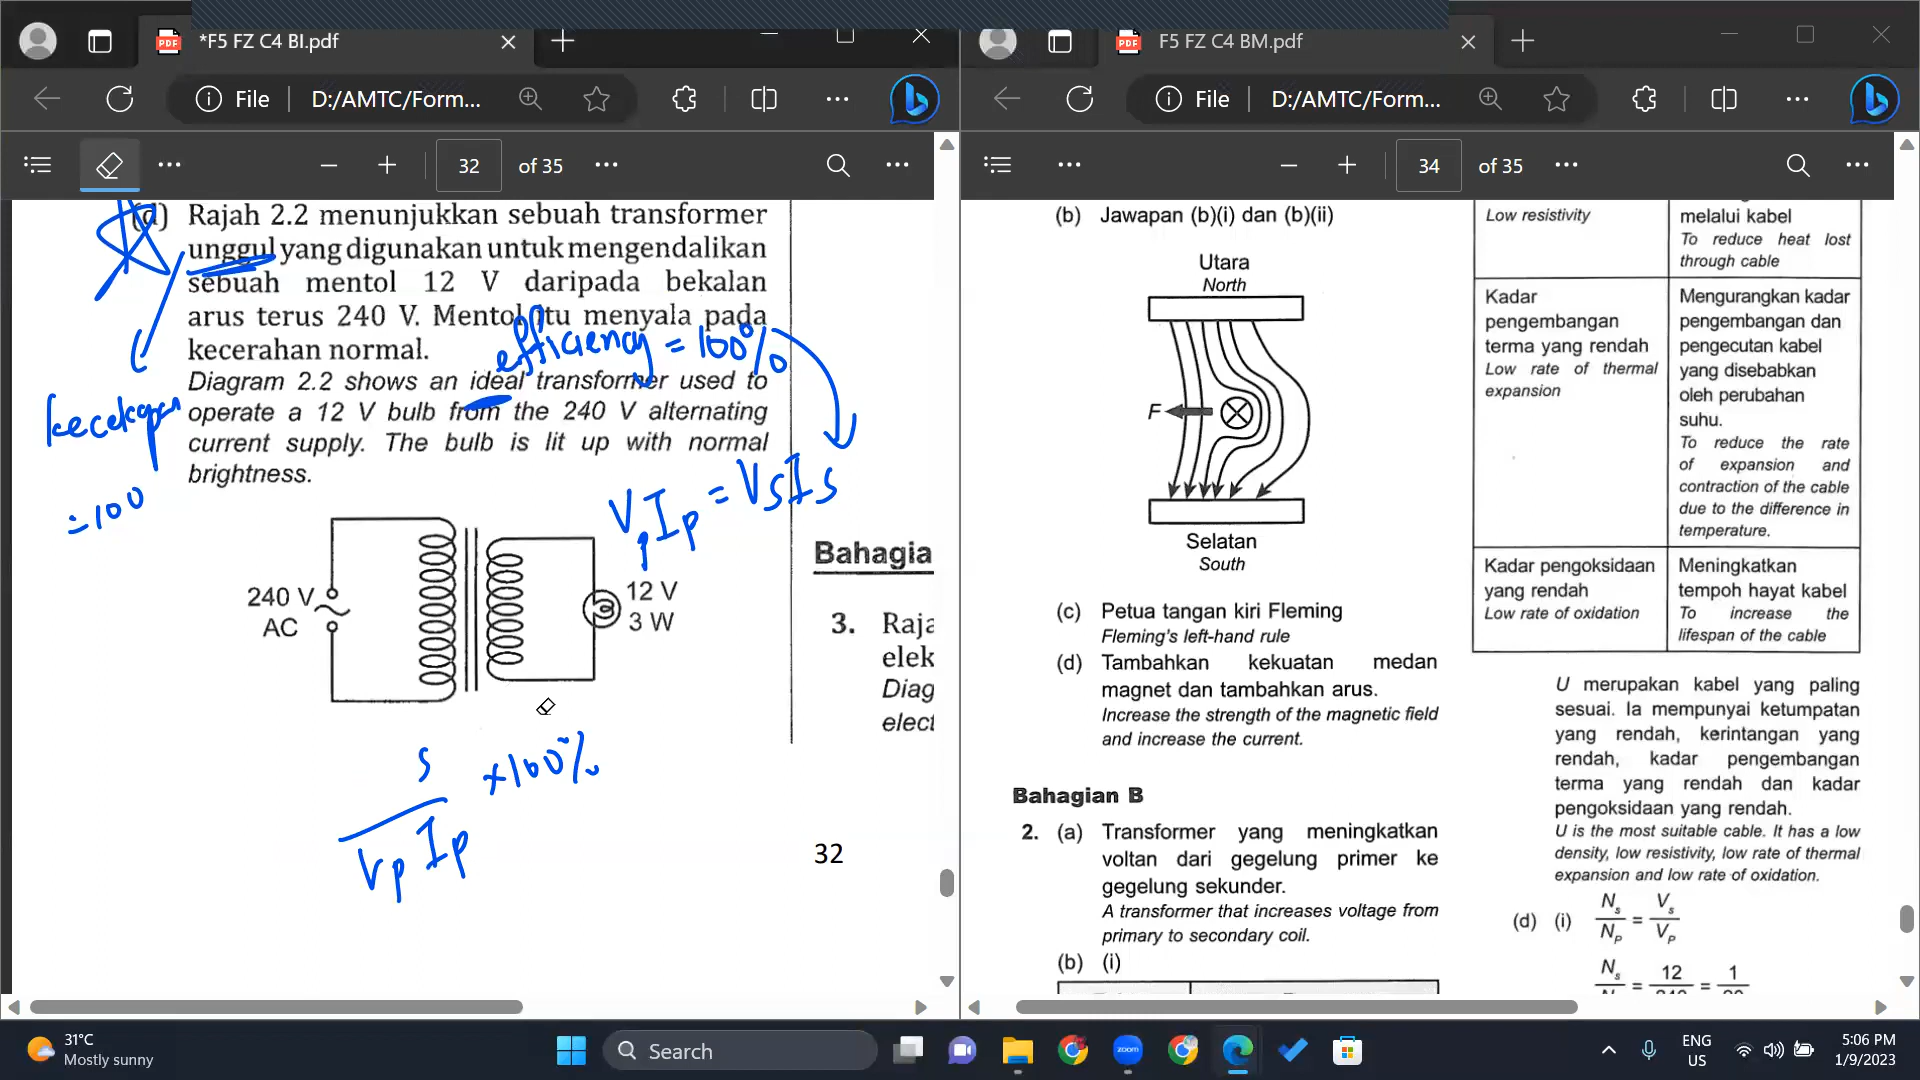 *F5 FZ C4 BI.pdf
F5 FZ C4 BM.pdf
File
D:/AMTC/Form...
File
D:/AMTC/Form...
32 of 35
34 of 35
(d) Rajah 2.2 menunjukkan sebuah transformer
unggul yang digunakan untuk mengendalikan
sebuah mentol 12 V daripada bekalan
arus terus 240 V. Mentol itu menyala pada
kecerahan normal.
efficiency = 100%
Diagram 2.2 shows an ideal transformer used to
operate a 12 V bulb from the 240 V alternating
current supply. The bulb is lit up with normal
brightness.
kecekapan
=100
VpIp = VsIs
240 V
AC
12 V
3 W
s ×100%
VpIp
Bahagia
3. Raja
elek
Diag
elect
32
(b) Jawapan (b)(i) dan (b)(ii)
Utara
North
F
Selatan
South
(c) Petua tangan kiri Fleming
Fleming's left-hand rule
(d) Tambahkan kekuatan medan
magnet dan tambahkan arus.
Increase the strength of the magnetic field
and increase the current.
Bahagian B
2. (a) Transformer yang meningkatkan
voltan dari gegelung primer ke
gegelung sekunder.
A transformer that increases voltage from
primary to secondary coil.
(b) (i)
Low resistivity
melalui kabel
To reduce heat lost
through cable
Kadar
pengembangan
terma yang rendah
Low rate of thermal
expansion
Mengurangkan kadar
pengembangan dan
pengecutan kabel
yang disebabkan
oleh perubahan
suhu.
To reduce the rate
of expansion and
contraction of the cable
due to the difference in
temperature.
Kadar pengoksidaan
yang rendah
Low rate of oxidation
Meningkatkan
tempoh hayat kabel
To increase the
lifespan of the cable
U merupakan kabel yang paling
sesuai. Ia mempunyai ketumpatan
yang rendah, kerintangan yang
rendah, kadar pengembangan
terma yang rendah dan kadar
pengoksidaan yang rendah.
U is the most suitable cable. It has a low
density, low resistivity, low rate of thermal
expansion and low rate of oxidation.
(d) (i) Ns/NP = Vs/VP
Ns = 12 = 1
31°C
Mostly sunny
Search
zoom
ENG
US
5:06 PM
1/9/2023